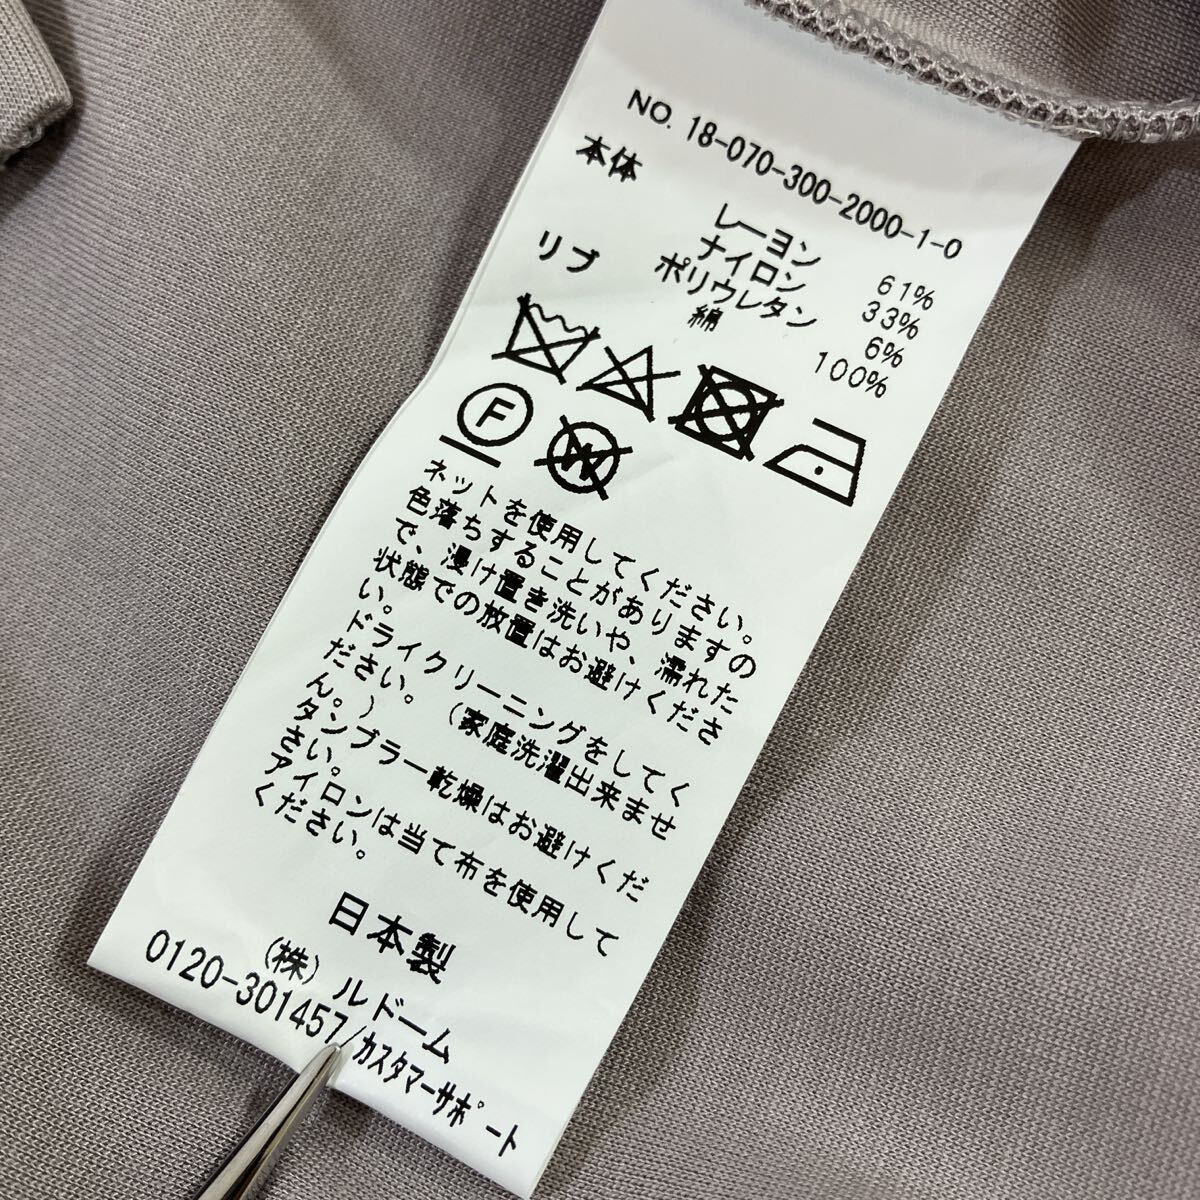 NO. 18-070-300-2000-1-0
本体
レーヨン 61%
ナイロン 33%
ポリウレタン 6%
リブ 綿 100%
F
W
ネットを使用してください。
色落ちすることがありますの
で、浸け置き洗いや、濡れた
状態での放置はお避けくださ
い。
ドライクリーニングをしてく
ださい。(家庭洗濯出来ませ
ん。)
タンブラー乾燥はお避けくだ
さい。
アイロンは当て布を使用して
ください。
日本製
(株)ルドーム
0120-301457/カスタマーサポート